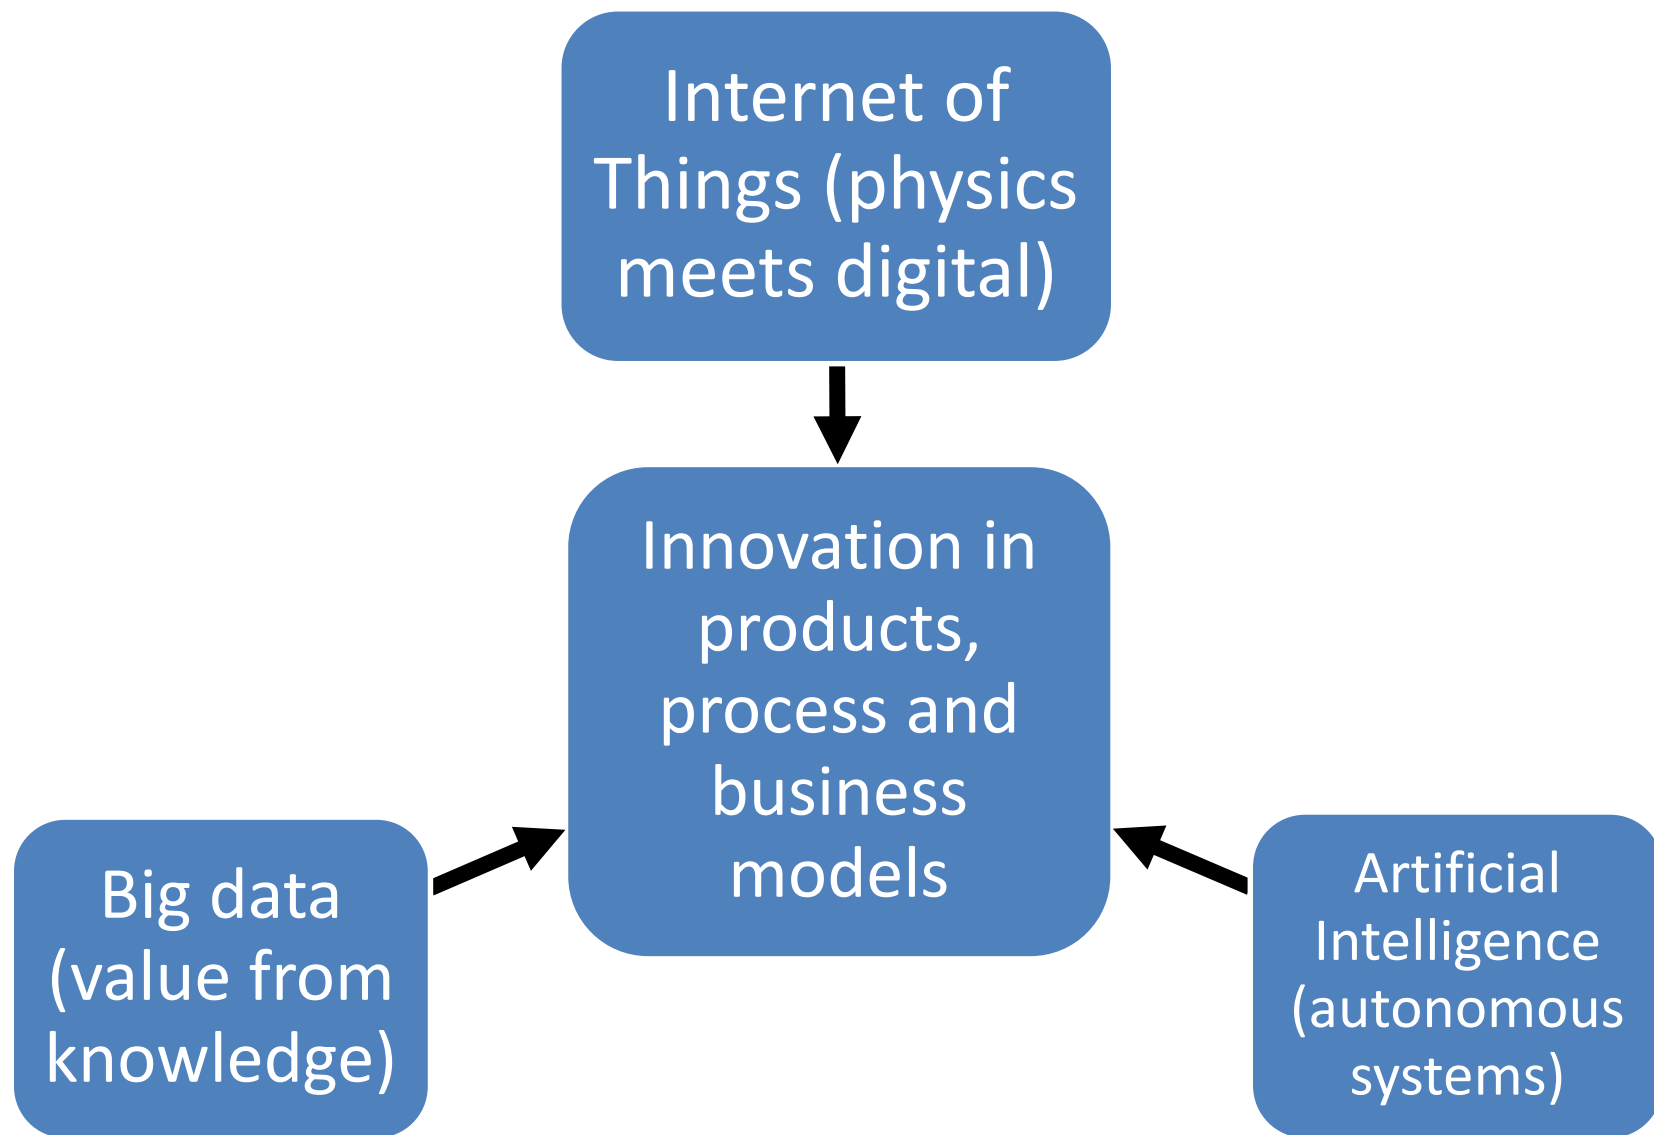 Internet of
Things (physics
meets digital)
Innovation in
products,
process and
business
models
Big data
(value from
knowledge)
Artificial
Intelligence
(autonomous
systems)